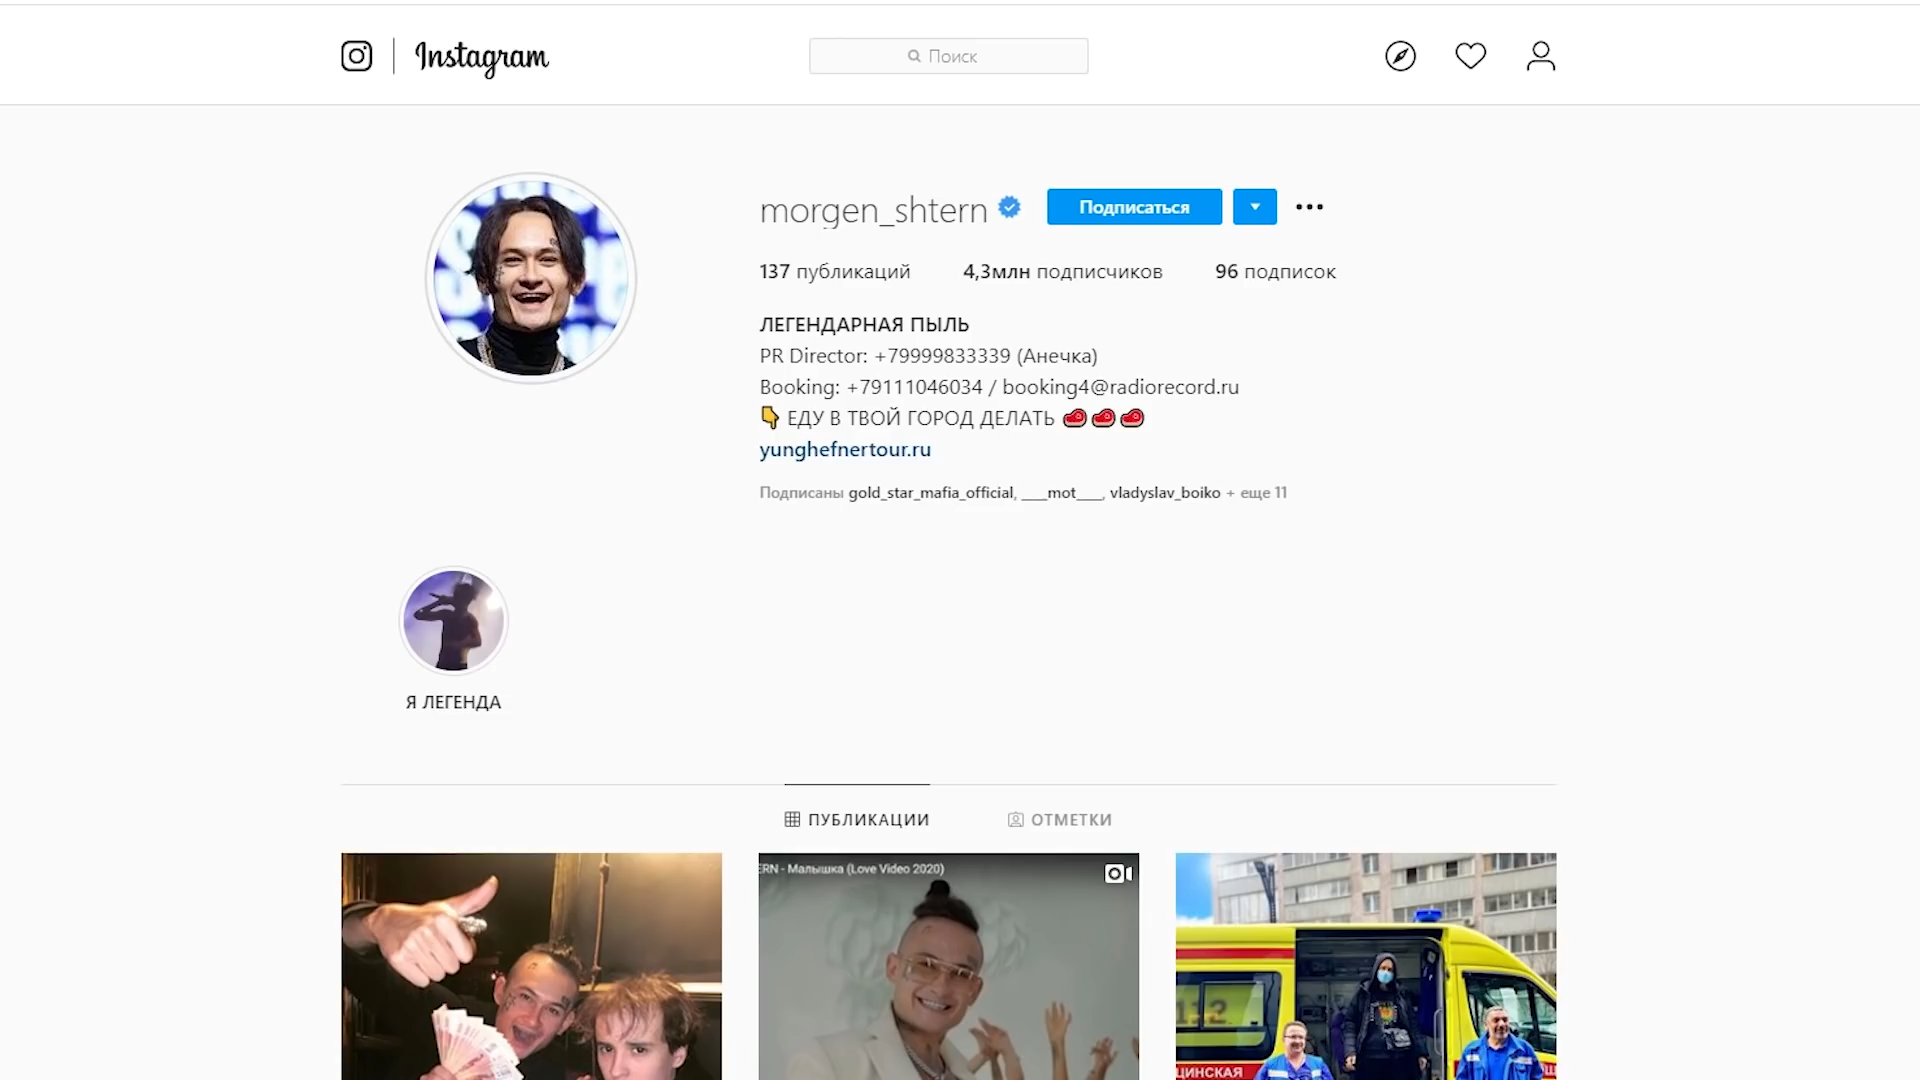 Instagram
Поиск
morgen_shtern
Подписаться
137 публикаций 4,3млн подписчиков 96 подписок
ЛЕГЕНДАРНАЯ ПЫЛЬ
PR Director: +79999833339 (Анечка)
Booking: +79111046034 / booking4@radiorecord.ru
👇 ЕДУ В ТВОЙ ГОРОД ДЕЛАТЬ 🥩🥩🥩
yunghefnertour.ru
Подписаны gold_star_mafia_official, ___mot___, vladyslav_boiko + еще 11
Я ЛЕГЕНДА
ПУБЛИКАЦИИ ОТМЕТКИ
ERN - Малышка (Love Video 2020)
112
ЦИНСКАЯ